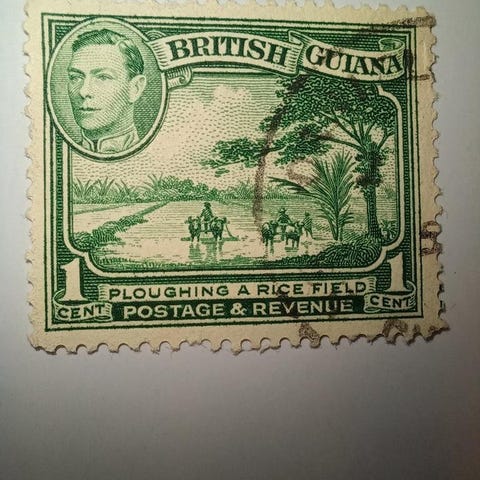 BRITISH GUIANA
1 CENT
PLOUGHING A RICE FIELD
POSTAGE & REVENUE
1 CENT